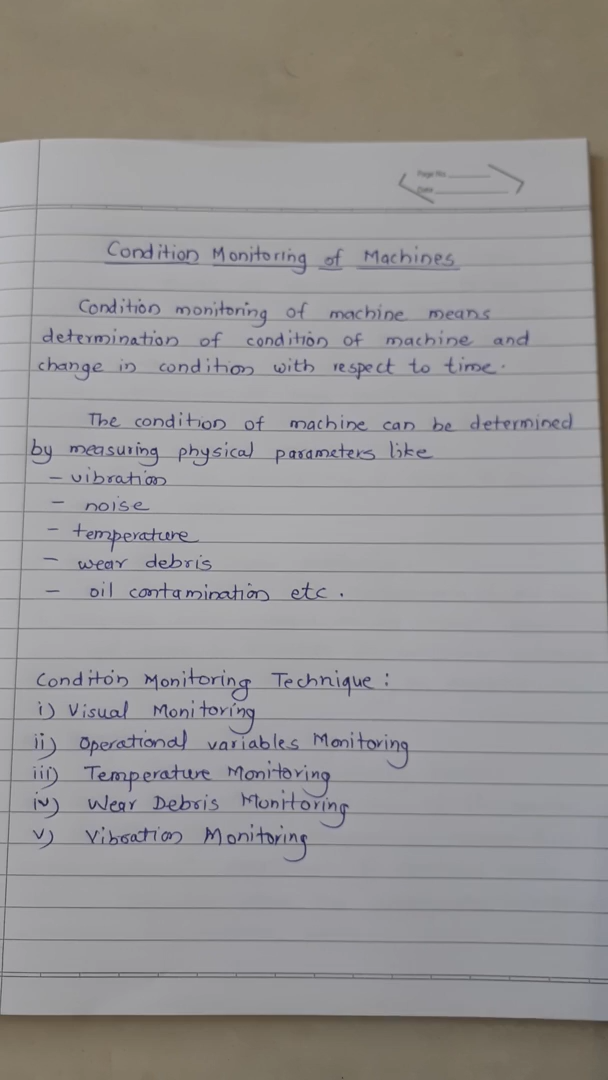 Page No.
Date
Condition Monitoring of Machines
Condition monitoring of machine means
determination of condition of machine and
change in condition with respect to time.
The condition of machine can be determined
by measuring physical parameters like
- vibration
- noise
- temperature
- wear debris
- oil contamination etc.
Condition Monitoring Technique :
i) Visual Monitoring
ii) Operational variables Monitoring
iii) Temperature Monitoring
iv) Wear Debris Monitoring
v) Vibration Monitoring